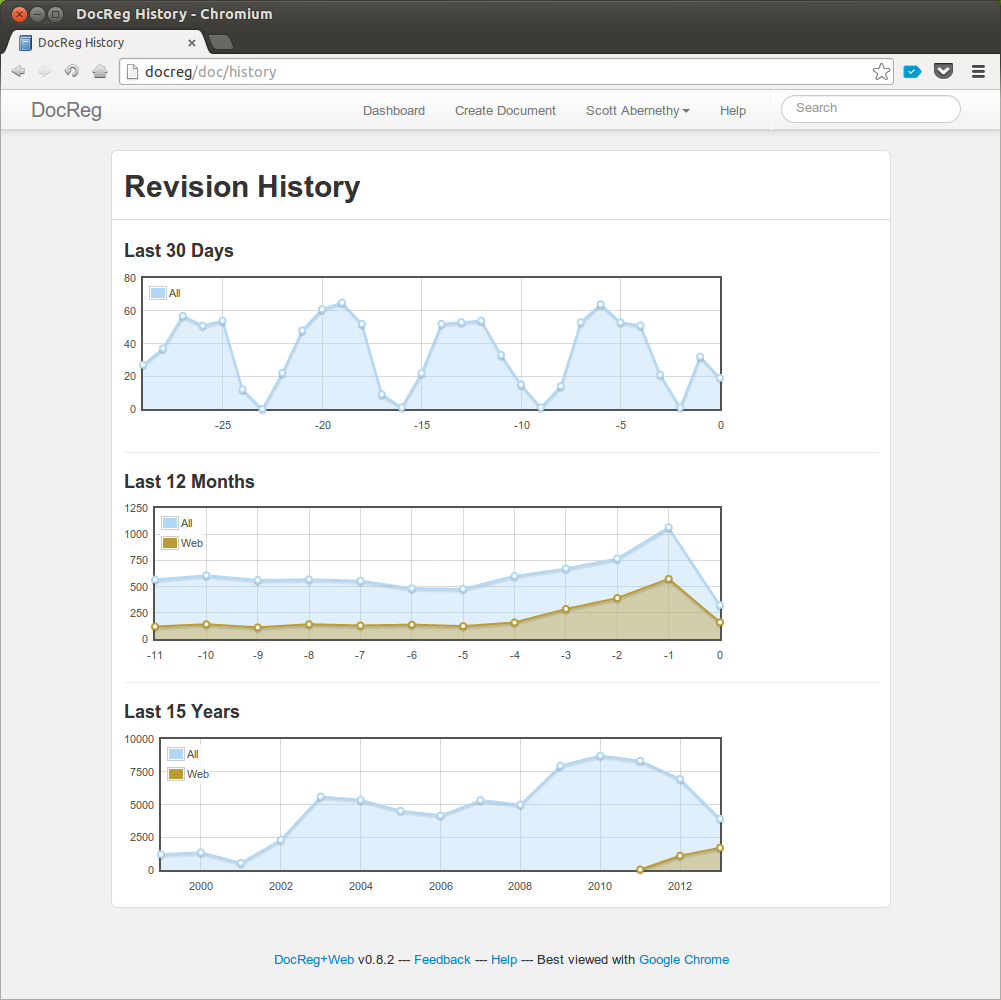 DocReg History - Chromium
DocReg History
docreg/doc/history
DocReg Dashboard Create Document Scott Abernethy Help Search
Revision History
Last 30 Days
80
60
40
20
0
All
-25 -20 -15 -10 -5 0
Last 12 Months
1250
1000
750
500
250
0
All
Web
-11 -10 -9 -8 -7 -6 -5 -4 -3 -2 -1 0
Last 15 Years
10000
7500
5000
2500
0
All
Web
2000 2002 2004 2006 2008 2010 2012
DocReg+Web v0.8.2 --- Feedback --- Help --- Best viewed with Google Chrome